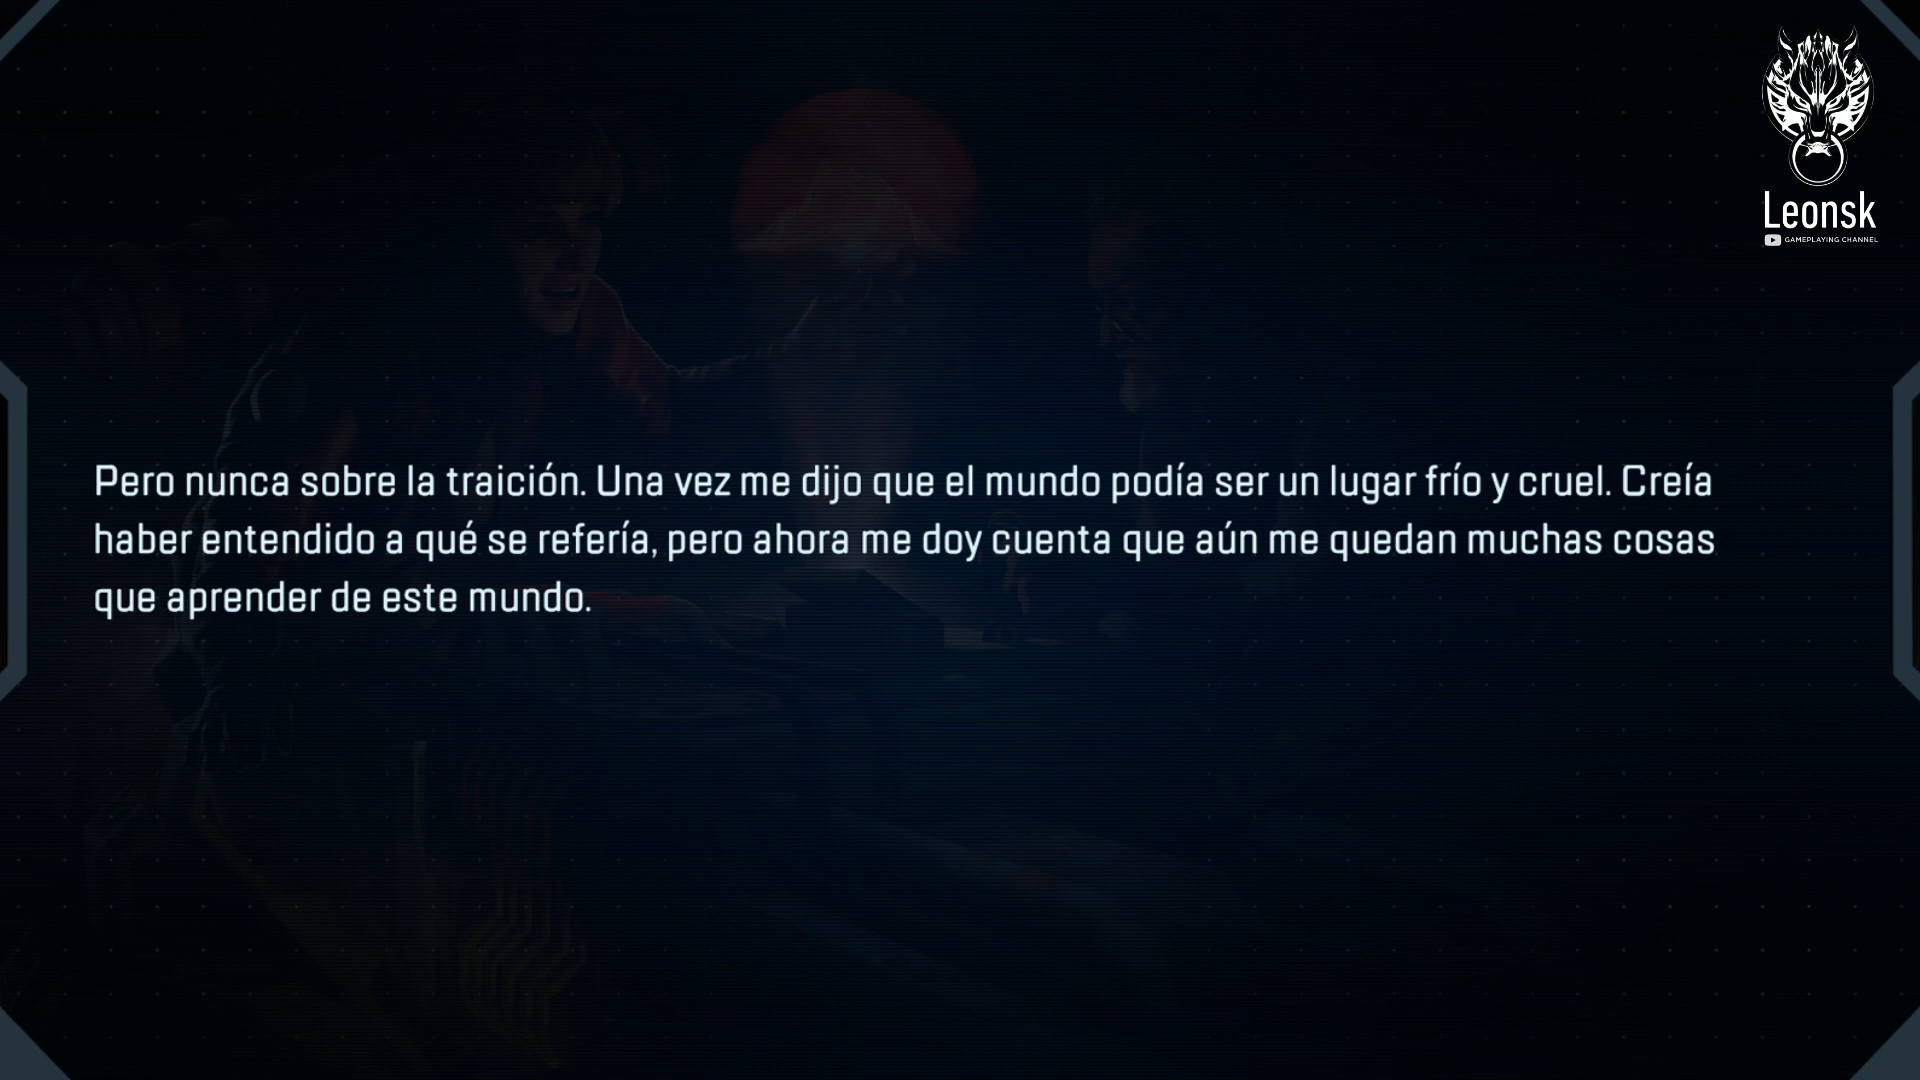 Leonsk
GAMEPLAYING CHANNEL
Pero nunca sobre la traición. Una vez me dijo que el mundo podía ser un lugar frío y cruel. Creía
haber entendido a qué se refería, pero ahora me doy cuenta que aún me quedan muchas cosas
que aprender de este mundo.